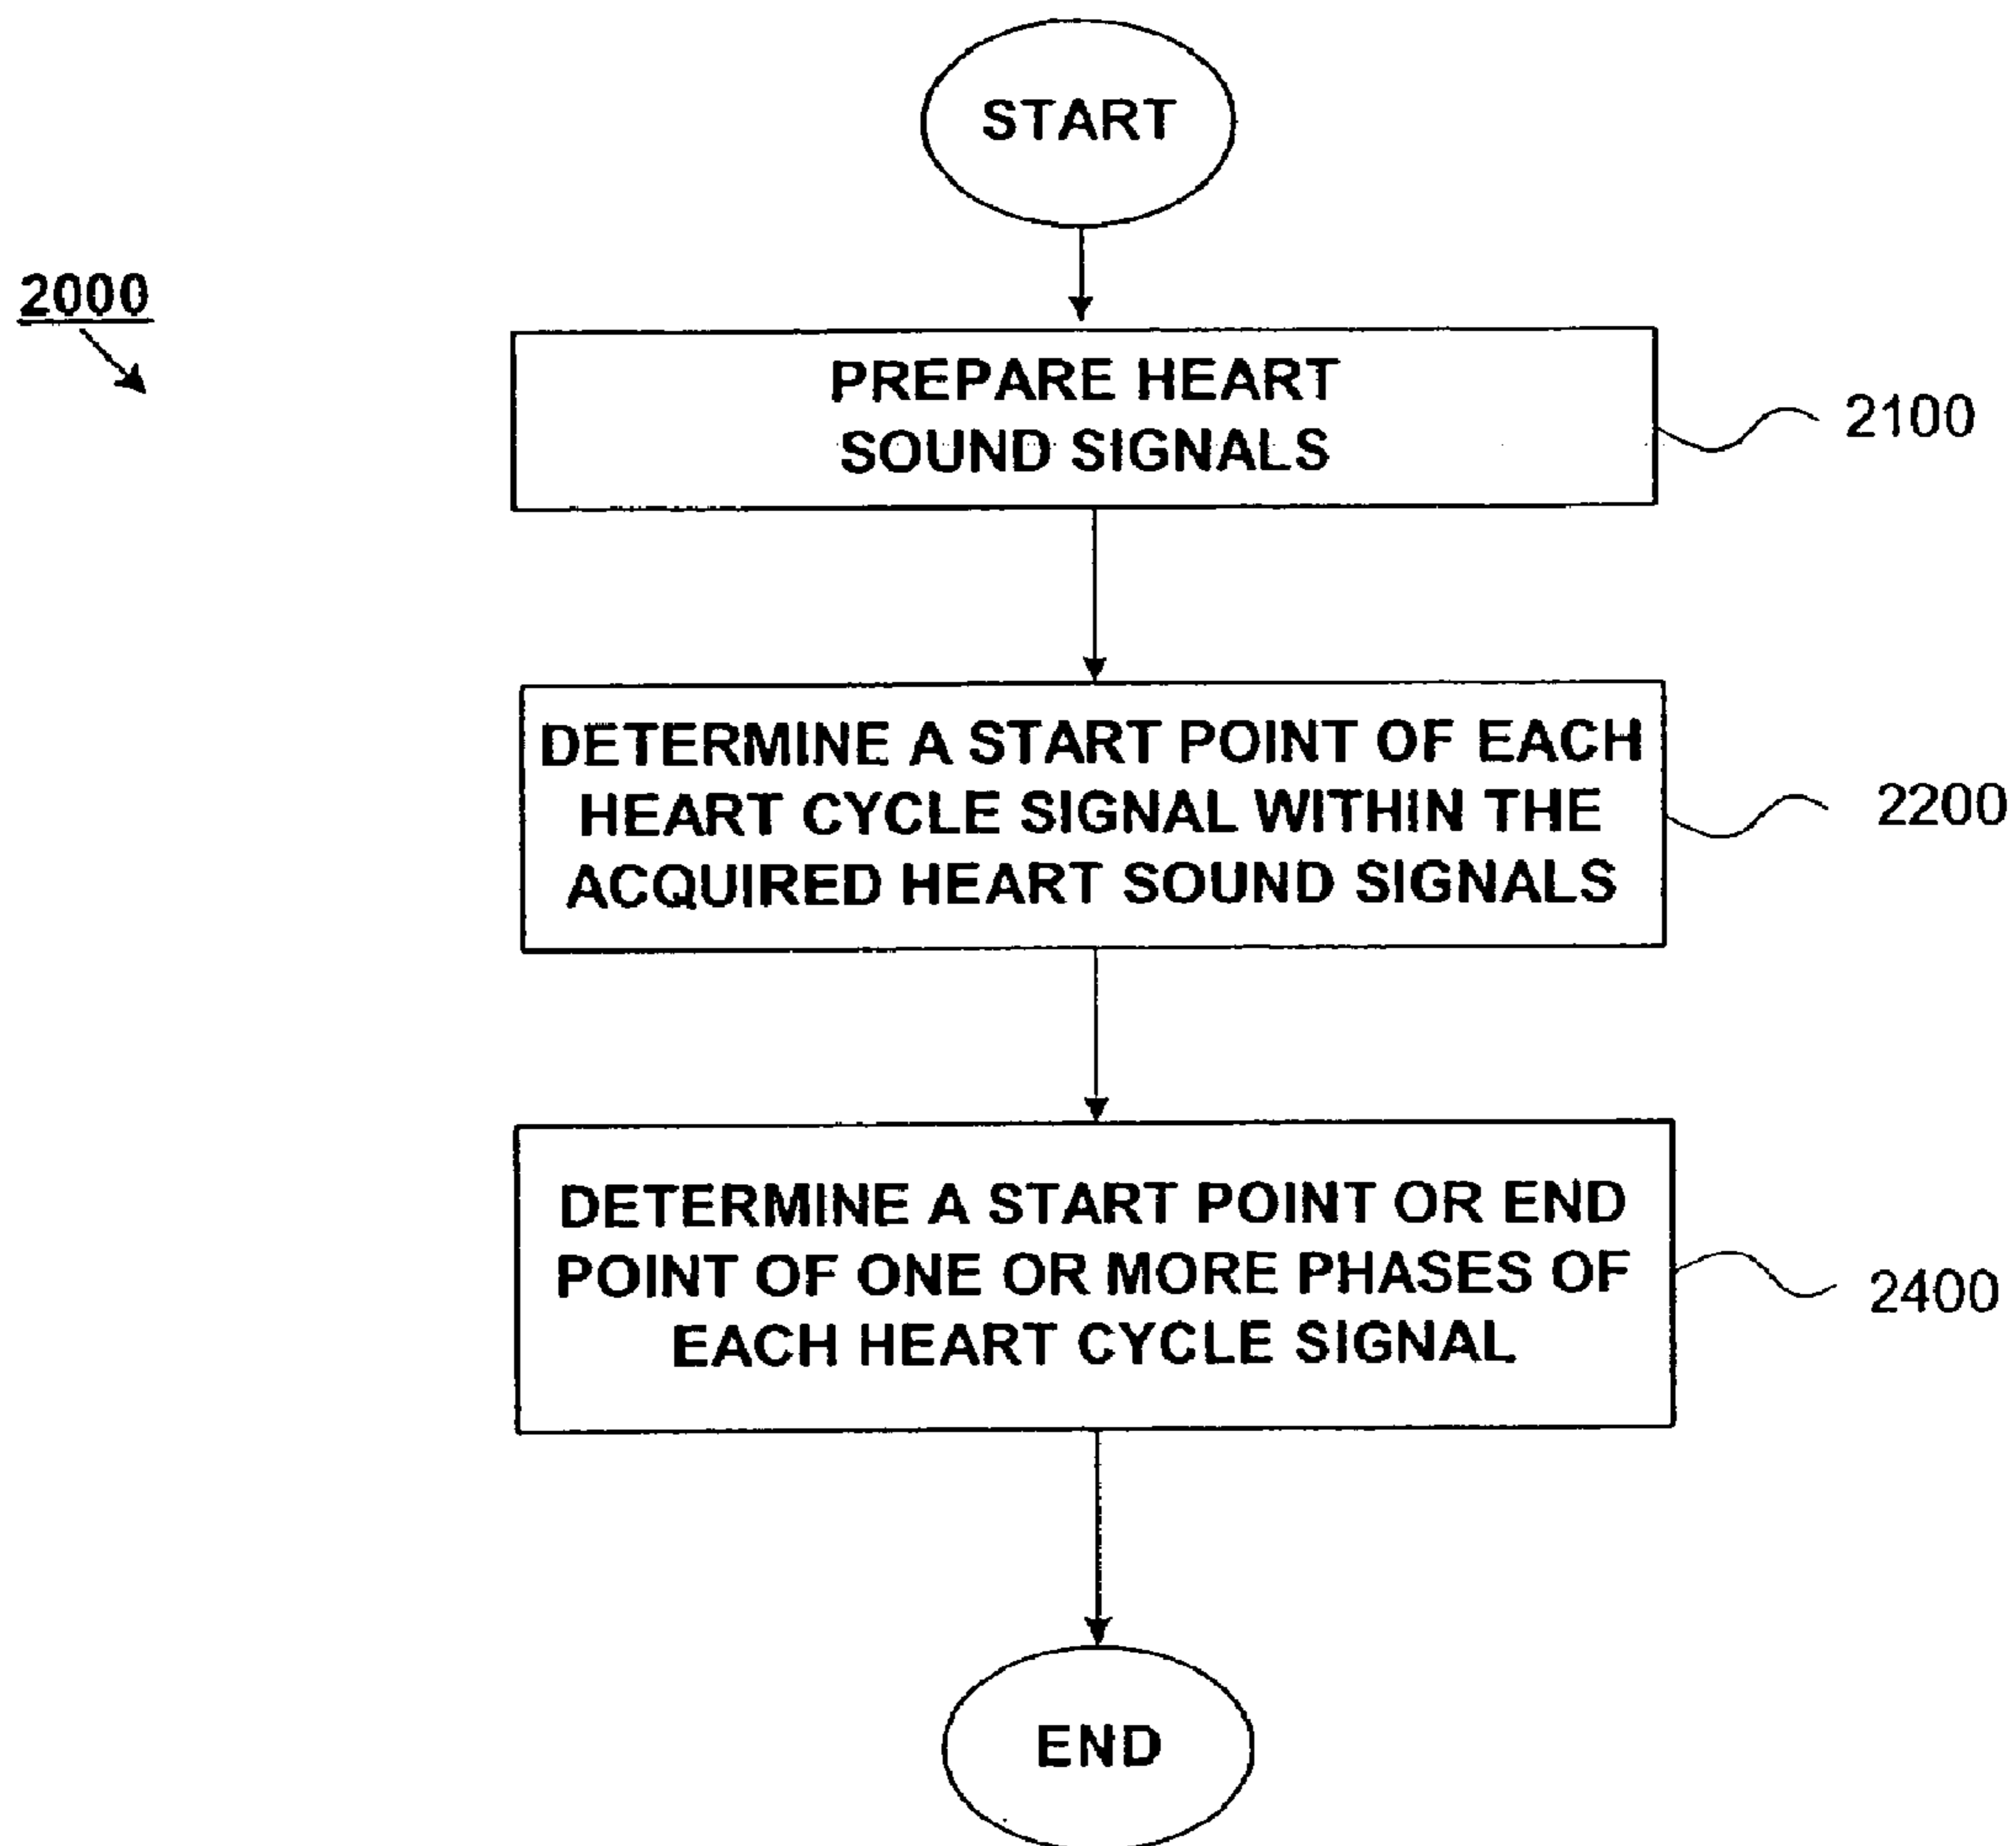 START
2000
PREPARE HEART
SOUND SIGNALS
2100
DETERMINE A START POINT OF EACH
HEART CYCLE SIGNAL WITHIN THE
ACQUIRED HEART SOUND SIGNALS
2200
DETERMINE A START POINT OR END
POINT OF ONE OR MORE PHASES OF
EACH HEART CYCLE SIGNAL
2400
END